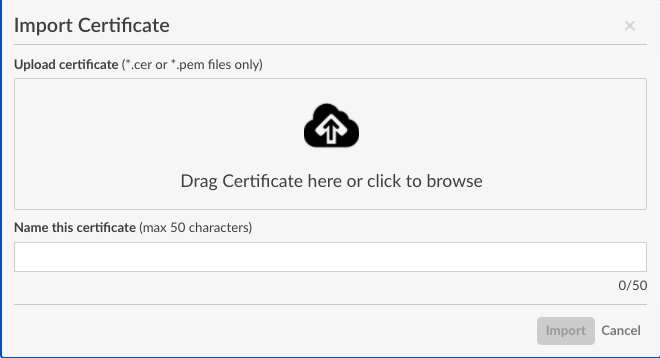 Import Certificate ×
Upload certificate (*.cer or *.pem files only)
Drag Certificate here or click to browse
Name this certificate (max 50 characters)
0/50
Import Cancel